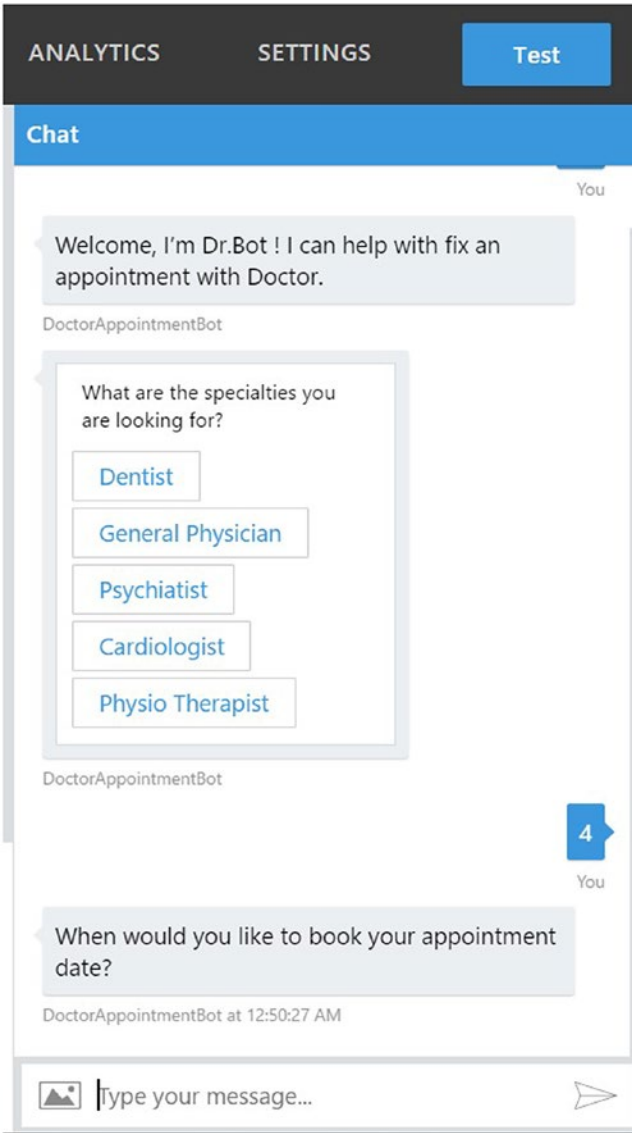 ANALYTICS SETTINGS Test
Chat
You
Welcome, I'm Dr.Bot ! I can help with fix an
appointment with Doctor.
DoctorAppointmentBot
What are the specialties you
are looking for?
Dentist
General Physician
Psychiatist
Cardiologist
Physio Therapist
DoctorAppointmentBot
4
You
When would you like to book your appointment
date?
DoctorAppointmentBot at 12:50:27 AM
Type your message...